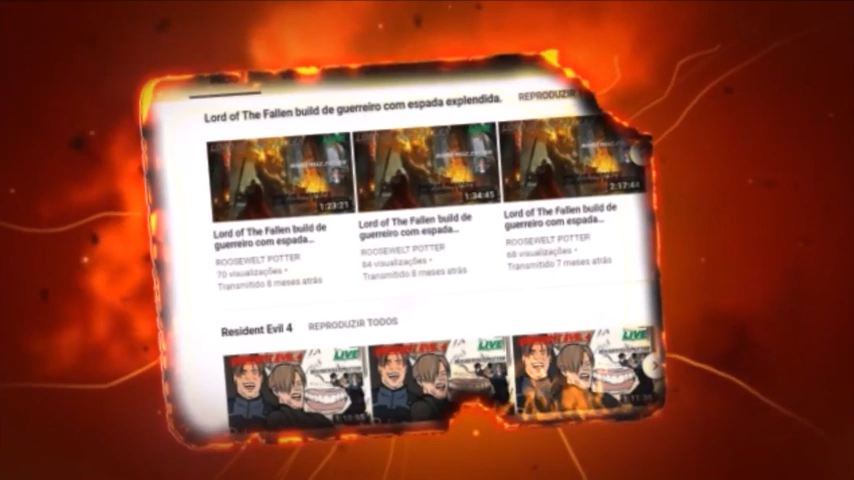 Lord of The Fallen build de guerreiro com espada explendida. REPRODUZIR
1:23:21
1:34:45
2:17:44
Lord of The Fallen build de
guerreiro com espada...
ROOSEWELT POTTER
70 visualizações •
Transmitido 8 meses atrás
Lord of The Fallen build de
guerreiro com espada...
ROOSEWELT POTTER
64 visualizações •
Transmitido 8 meses atrás
Lord of The Fallen build de
guerreiro com espada...
ROOSEWELT POTTER
68 visualizações •
Transmitido 7 meses atrás
Resident Evil 4 REPRODUZIR TODOS
LIVE
LIVE
LIVE